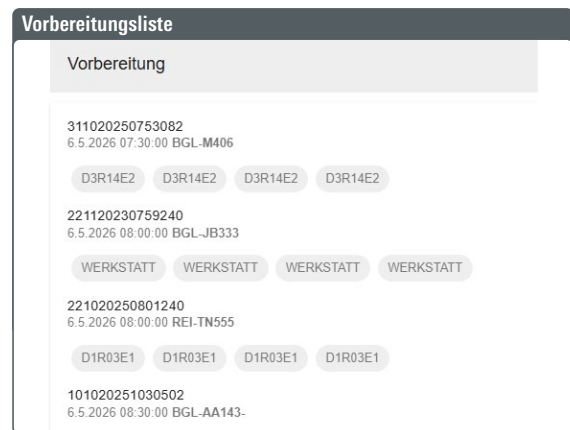 Vorbereitungsliste
Vorbereitung
311020250753082
6.5.2026 07:30:00 BGL-M406
D3R14E2 D3R14E2 D3R14E2 D3R14E2
221120230759240
6.5.2026 08:00:00 BGL-JB333
WERKSTATT WERKSTATT WERKSTATT WERKSTATT
221020250801240
6.5.2026 08:00:00 REI-TN555
D1R03E1 D1R03E1 D1R03E1 D1R03E1
101020251030502
6.5.2026 08:30:00 BGL-AA143-